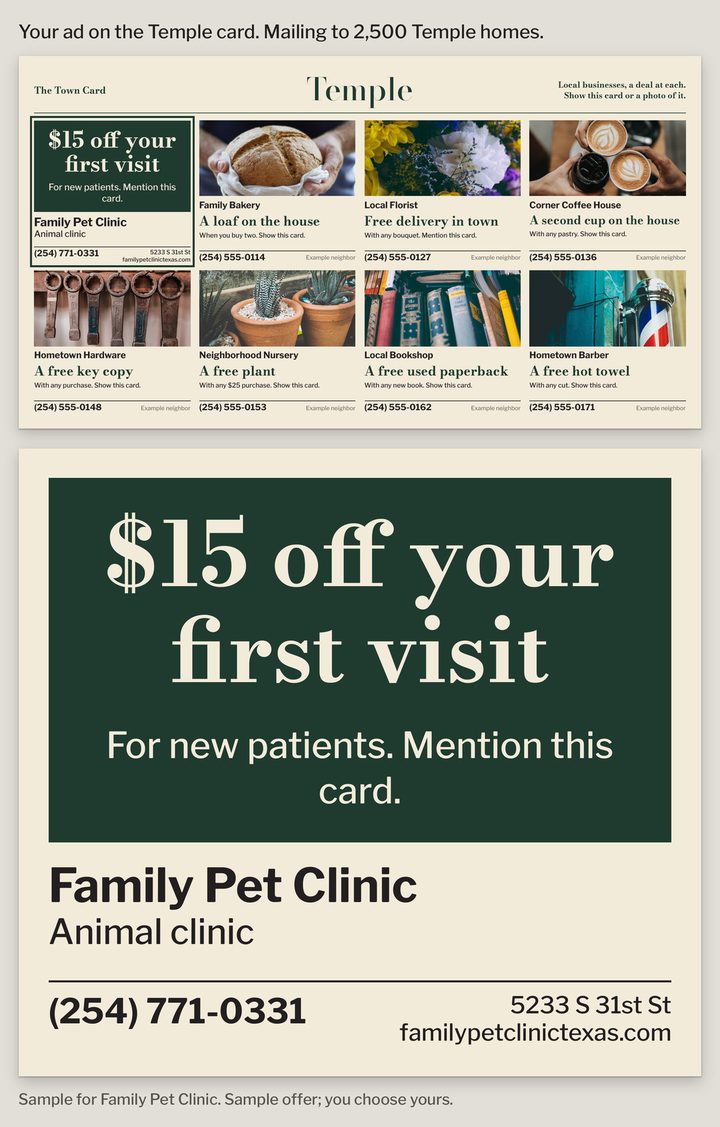 Your ad on the Temple card. Mailing to 2,500 Temple homes.
The Town Card
Temple
Local businesses, a deal at each.
Show this card or a photo of it.
$15 off your
first visit
For new patients. Mention this
card.
Family Pet Clinic
Animal clinic
(254) 771-0331
5233 S 31st St
familypetclinictexas.com
Family Bakery
A loaf on the house
When you buy two. Show this card.
(254) 555-0114
Example neighbor
Local Florist
Free delivery in town
With any bouquet. Mention this card.
(254) 555-0127
Example neighbor
Corner Coffee House
A second cup on the house
With any pastry. Show this card.
(254) 555-0136
Example neighbor
Hometown Hardware
A free key copy
With any purchase. Show this card.
(254) 555-0148
Example neighbor
Neighborhood Nursery
A free plant
With any $25 purchase. Show this card.
(254) 555-0153
Example neighbor
Local Bookshop
A free used paperback
With any new book. Show this card.
(254) 555-0162
Example neighbor
Hometown Barber
A free hot towel
With any cut. Show this card.
(254) 555-0171
Example neighbor
$15 off your
first visit
For new patients. Mention this
card.
Family Pet Clinic
Animal clinic
(254) 771-0331
5233 S 31st St
familypetclinictexas.com
Sample for Family Pet Clinic. Sample offer; you choose yours.